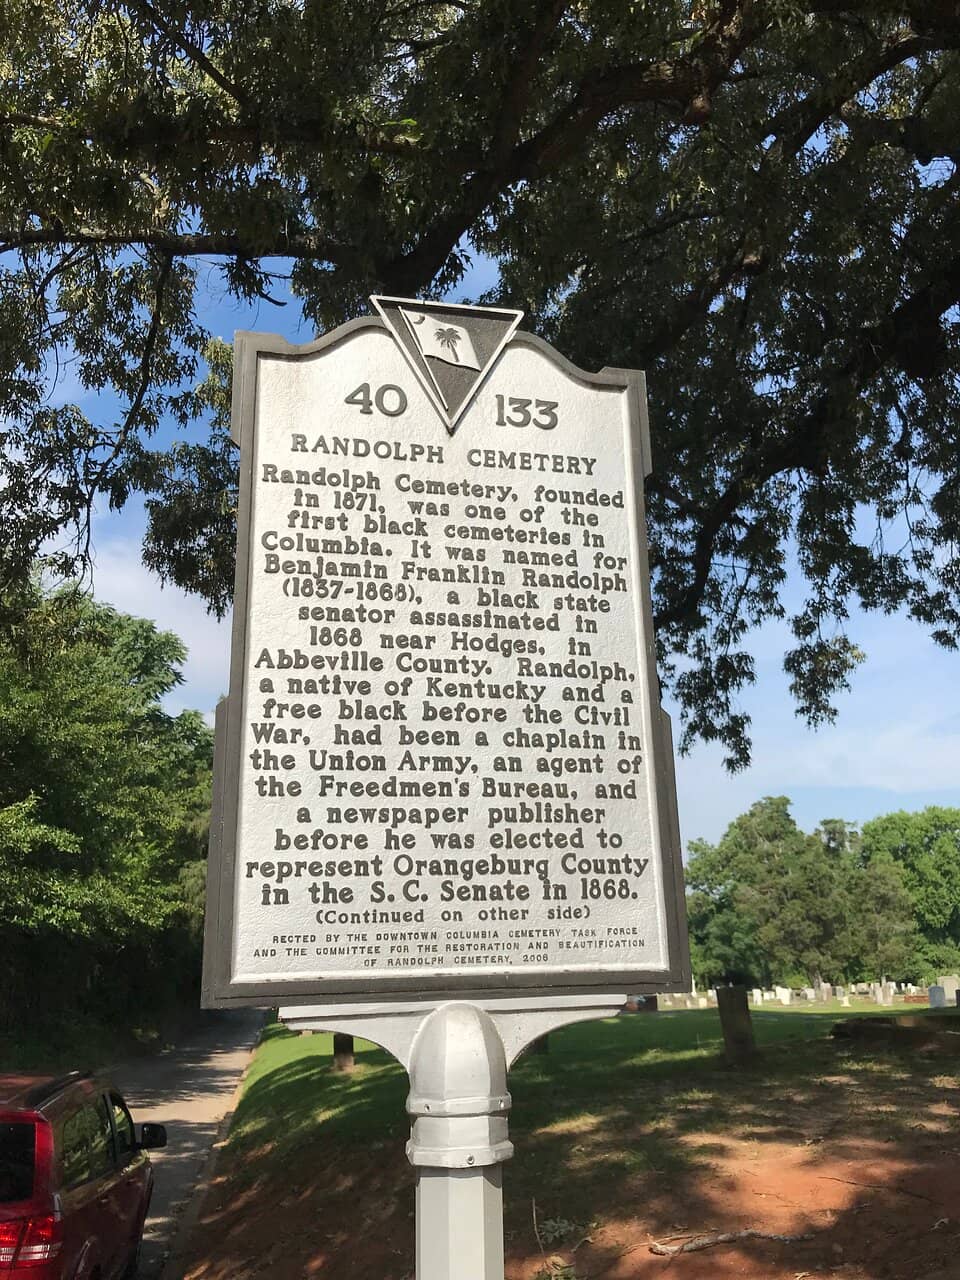 40 133
RANDOLPH CEMETERY
Randolph Cemetery, founded
in 1871, was one of the
first black cemeteries in
Columbia. It was named for
Benjamin Franklin Randolph
(1837-1868), a black state
senator assassinated in
1868 near Hodges, in
Abbeville County. Randolph,
a native of Kentucky and a
free black before the Civil
War, had been a chaplain in
the Union Army, an agent of
the Freedmen's Bureau, and
a newspaper publisher
before he was elected to
represent Orangeburg County
in the S. C. Senate in 1868.
(Continued on other side)
RECTED BY THE DOWNTOWN COLUMBIA CEMETERY TASK FORCE
AND THE COMMITTEE FOR THE RESTORATION AND BEAUTIFICATION
OF RANDOLPH CEMETERY, 2006